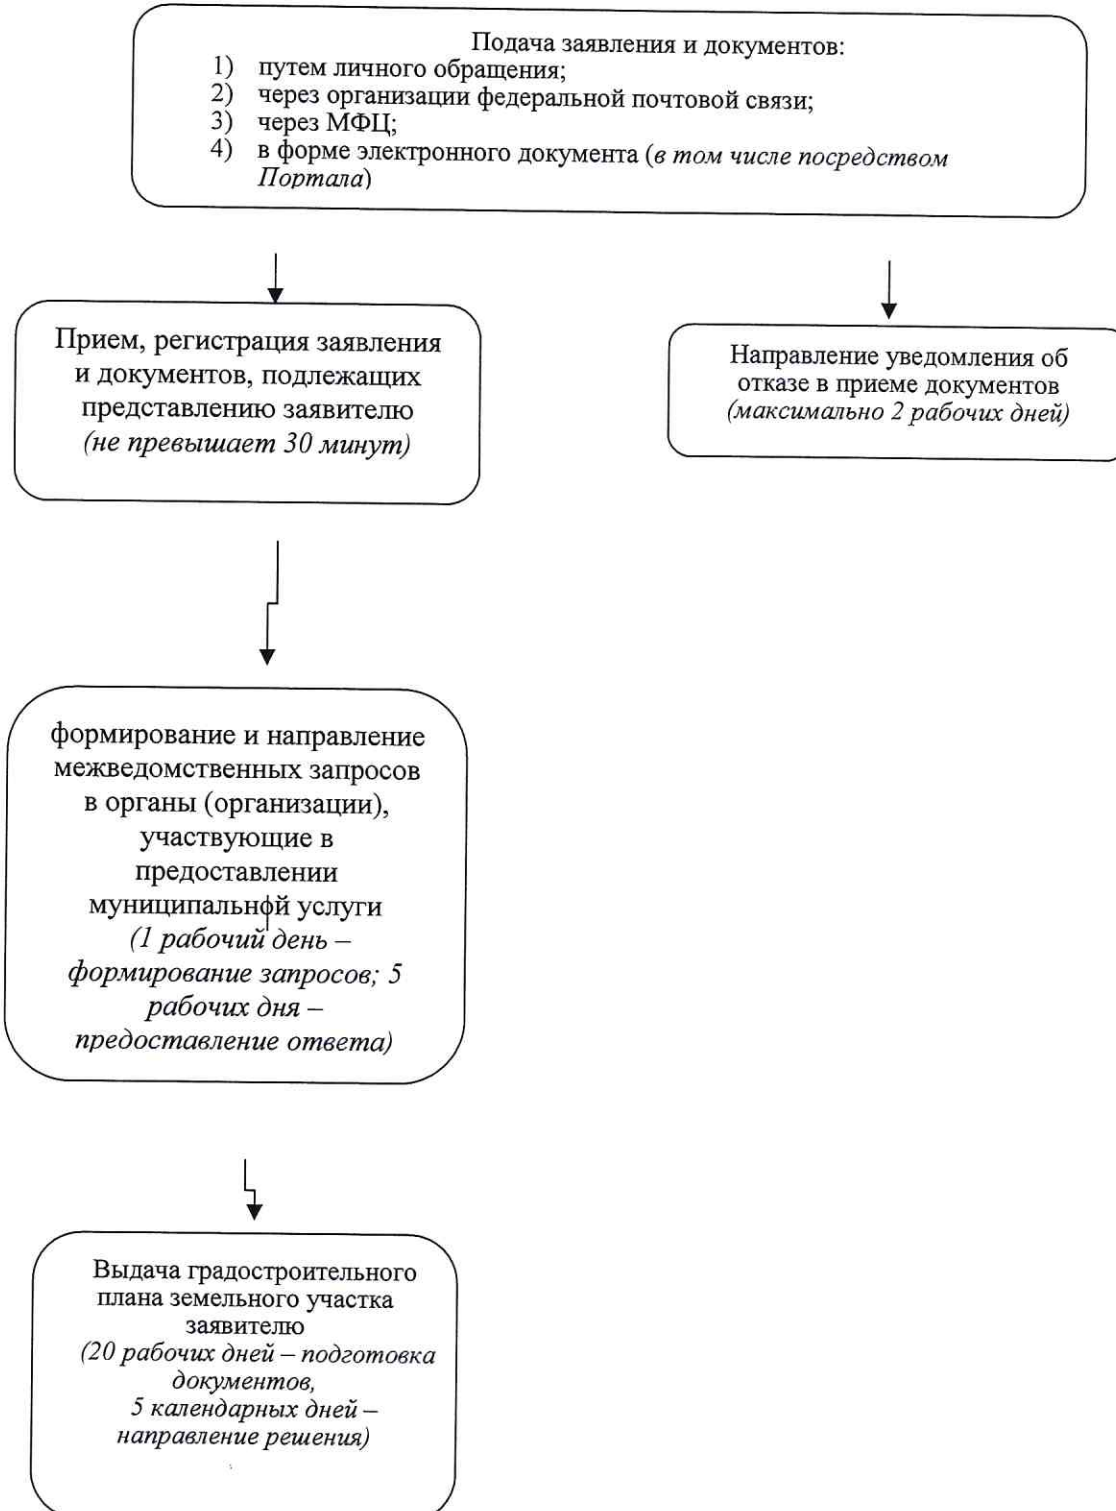 Подача заявления и документов:
1) путем личного обращения;
2) через организации федеральной почтовой связи;
3) через МФЦ;
4) в форме электронного документа (в том числе посредством
Портала)
Прием, регистрация заявления
и документов, подлежащих
представлению заявителю
(не превышает 30 минут)
Направление уведомления об
отказе в приеме документов
(максимально 2 рабочих дней)
формирование и направление
межведомственных запросов
в органы (организации),
участвующие в
предоставлении
муниципальной услуги
(1 рабочий день –
формирование запросов; 5
рабочих дня –
предоставление ответа)
Выдача градостроительного
плана земельного участка
заявителю
(20 рабочих дней – подготовка
документов,
5 календарных дней –
направление решения)